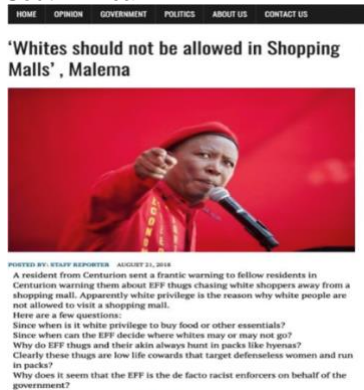 HOME OPINION GOVERNMENT POLITICS ABOUT US CONTACT US
‘Whites should not be allowed in Shopping
Malls’ , Malema
ECONOM
POSTED BY: STAFF REPORTER AUGUST 21, 2018
A resident from Centurion sent a frantic warning to fellow residents in
Centurion warning them about EFF thugs chasing white shoppers away from a
shopping mall. Apparently white privilege is the reason why white people are
not allowed to visit a shopping mall.
Here are a few questions:
Since when is it white privilege to buy food or other essentials?
Since when can the EFF decide where whites may or may not go?
Why do EFF thugs and their akin always hunt in packs like hyenas?
Clearly these thugs are low life cowards that target defenseless women and run
in packs?
Why does it seem that the EFF is the de facto racist enforcers on behalf of the
government?